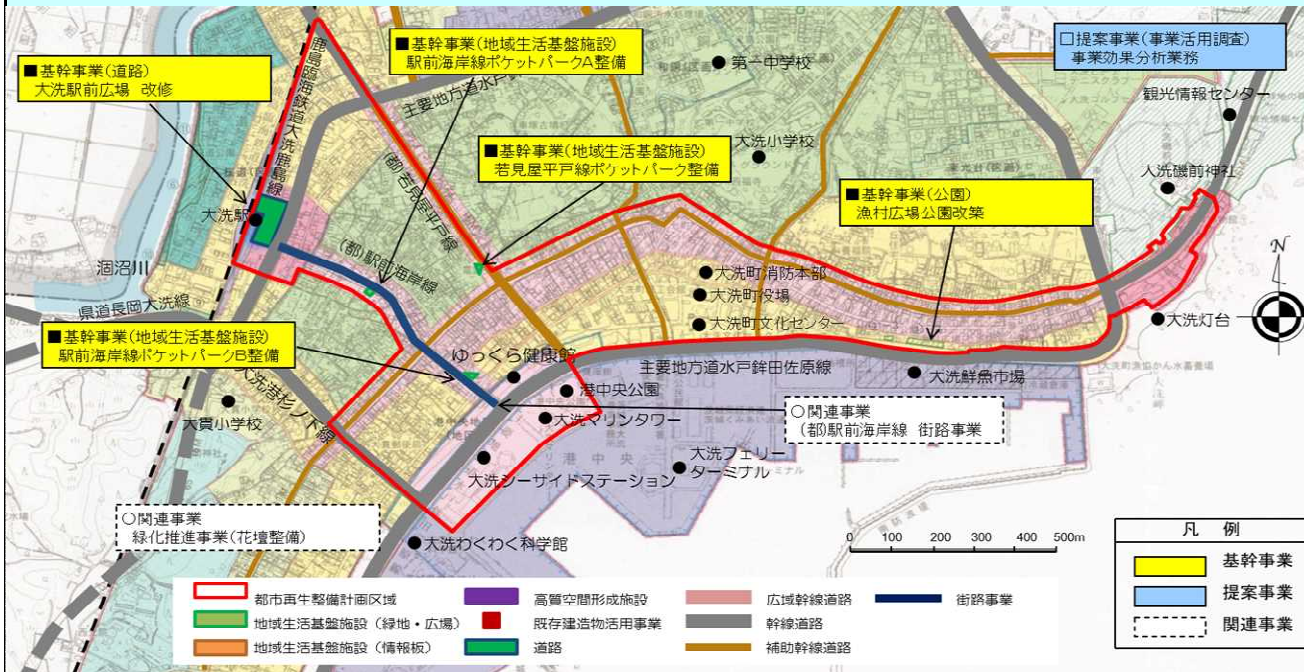 ■基幹事業(道路)
大洗駅前広場 改修
■基幹事業(地域生活基盤施設)
駅前海岸線ポケットパークA整備
□提案事業(事業活用調査)
事業効果分析業務
■基幹事業(地域生活基盤施設)
若見屋平戸線ポケットパーク整備
■基幹事業(公園)
漁村広場公園改築
■基幹事業(地域生活基盤施設)
駅前海岸線ポケットパークB整備
鹿島臨海鉄道大洗鹿島線
主要地方道水戸
第一中学校
大洗小学校
観光情報センター
大洗磯前神社
大洗駅
(都)若見屋平戸線
(都)駅前海岸線
涸沼川
県道長岡大洗線
大洗町消防本部
大洗町役場
大洗町文化センター
大洗灯台
N
ゆっくら健康館
主要地方道水戸鉾田佐原線
大洗鮮魚市場
港中央公園
大洗港杉ノ下線
大貫小学校
大洗マリンタワー
○関連事業
(都)駅前海岸線 街路事業
港中央
大洗フェリー
ターミナル
大洗シーサイドステーション
○関連事業
緑化推進事業(花壇整備)
大洗わくわく科学館
0 100 200 300 400 500m
凡 例
基幹事業
提案事業
関連事業
都市再生整備計画区域
高質空間形成施設
広域幹線道路
街路事業
地域生活基盤施設(緑地・広場)
既存建造物活用事業
幹線道路
地域生活基盤施設(情報板)
道路
補助幹線道路